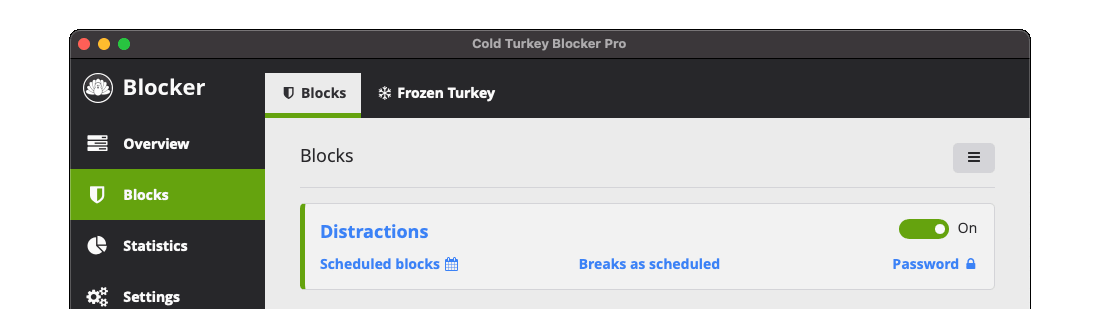 Cold Turkey Blocker Pro
Blocker
Blocks
Frozen Turkey
Overview
Blocks
Statistics
Settings
Blocks
Distractions
On
Scheduled blocks
Breaks as scheduled
Password